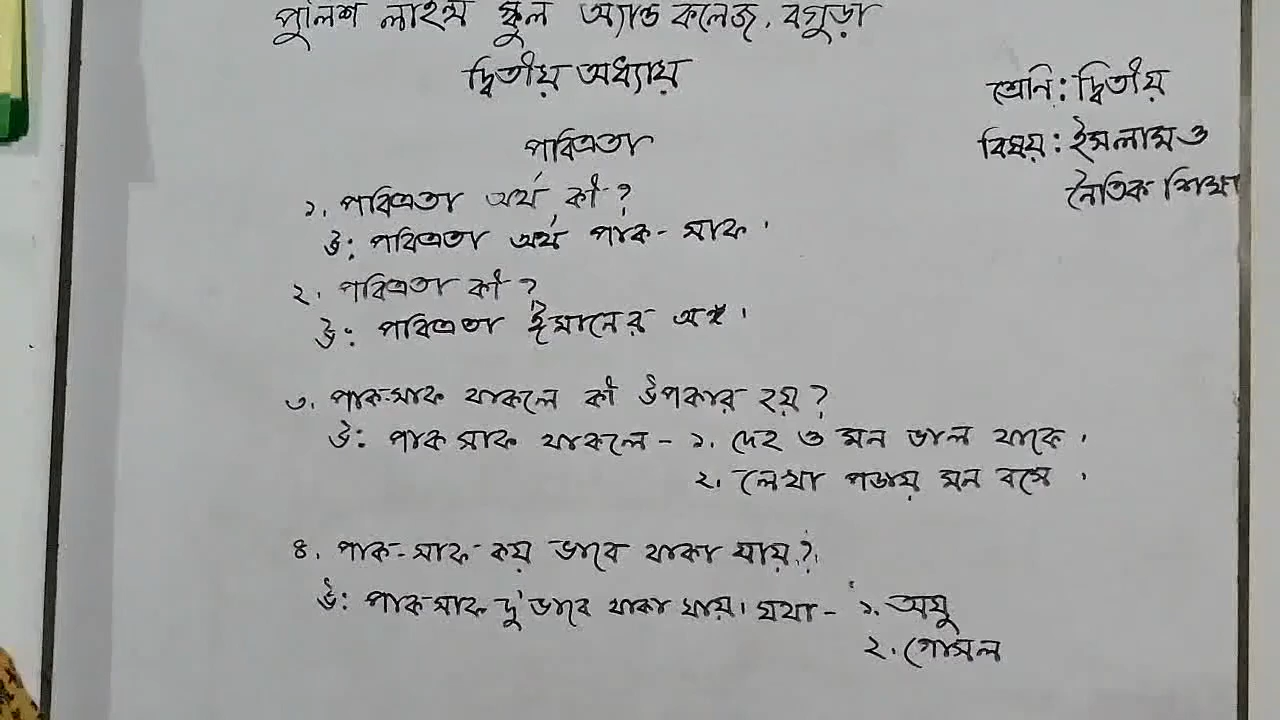 পুলিশ লাইন্স স্কুল অ্যান্ড কলেজ, বগুড়া
দ্বিতীয় অধ্যায়
শ্রেনি: দ্বিতীয়
বিষয়: ইসলাম ও
নৈতিক শিক্ষা
পবিত্রতা
১. পবিত্রতা অর্থ কী?
উ: পবিত্রতা অর্থ পাক-সাফ।
২. পবিত্রতা কী?
উ: পবিত্রতা ঈমানের অঙ্গ।
৩. পাক-সাফ থাকলে কী উপকার হয়?
উ: পাক সাফ থাকলে - ১. দেহ ও মন ভাল থাকে।
২. লেখা পড়ায় মন বসে।
৪. পাক-সাফ কয় ভাবে থাকা যায়?
উ: পাক-সাফ দু'ভাবে থাকা যায়। যথা- ১. অযু
২. গোসল